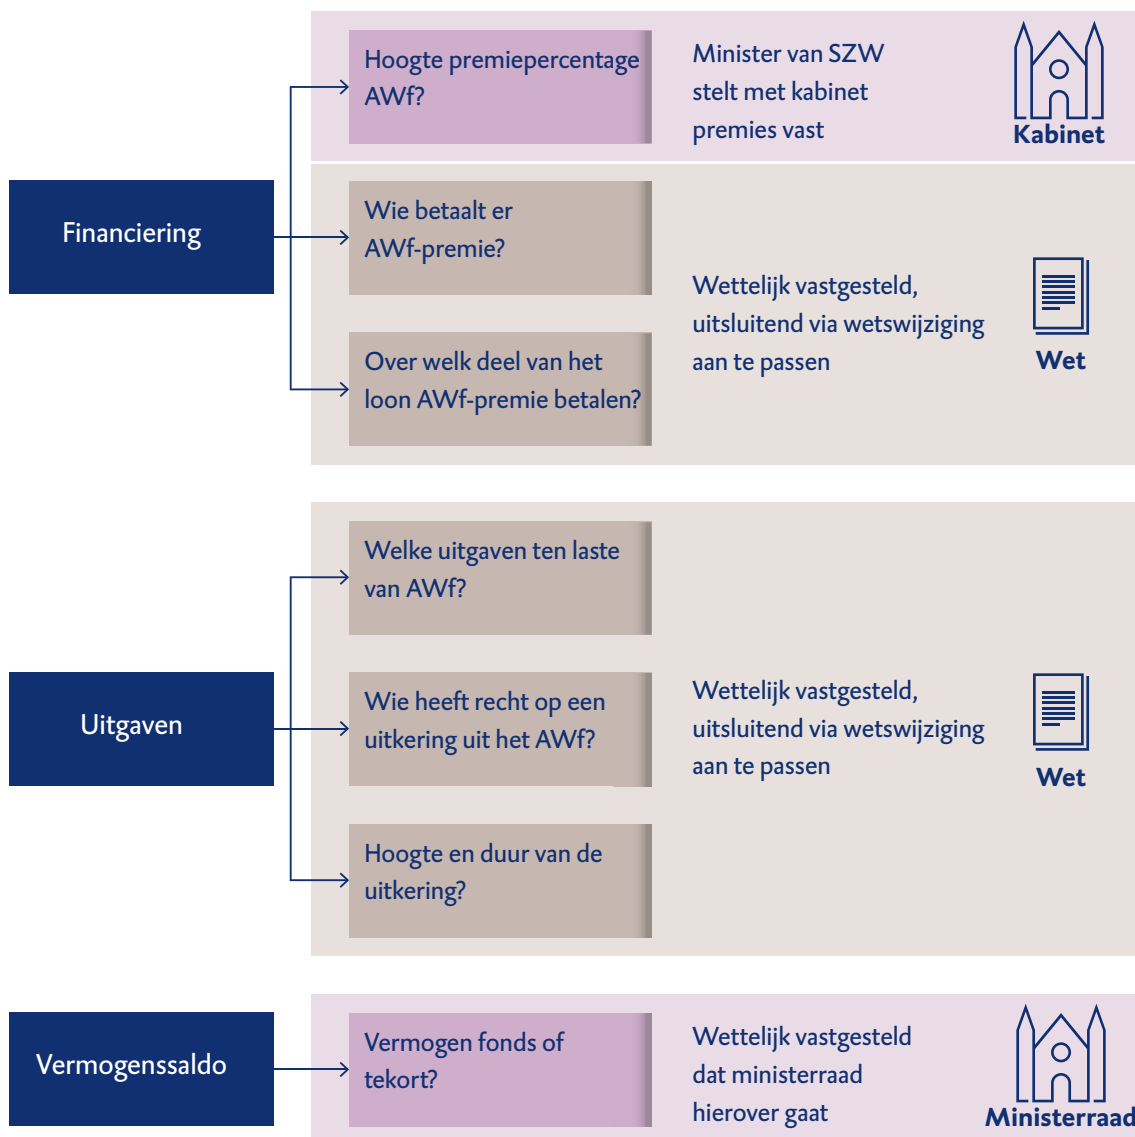 Financiering
Hoogte premiepercentage
AWf?
Minister van SZW
stelt met kabinet
premies vast
Kabinet
Wie betaalt er
AWf-premie?
Over welk deel van het
loon AWf-premie betalen?
Wettelijk vastgesteld,
uitsluitend via wetswijziging
aan te passen
Wet
Uitgaven
Welke uitgaven ten laste
van AWf?
Wie heeft recht op een
uitkering uit het AWf?
Hoogte en duur van de
uitkering?
Wettelijk vastgesteld,
uitsluitend via wetswijziging
aan te passen
Wet
Vermogenssaldo
Vermogen fonds of
tekort?
Wettelijk vastgesteld
dat ministerraad
hierover gaat
Ministerraad